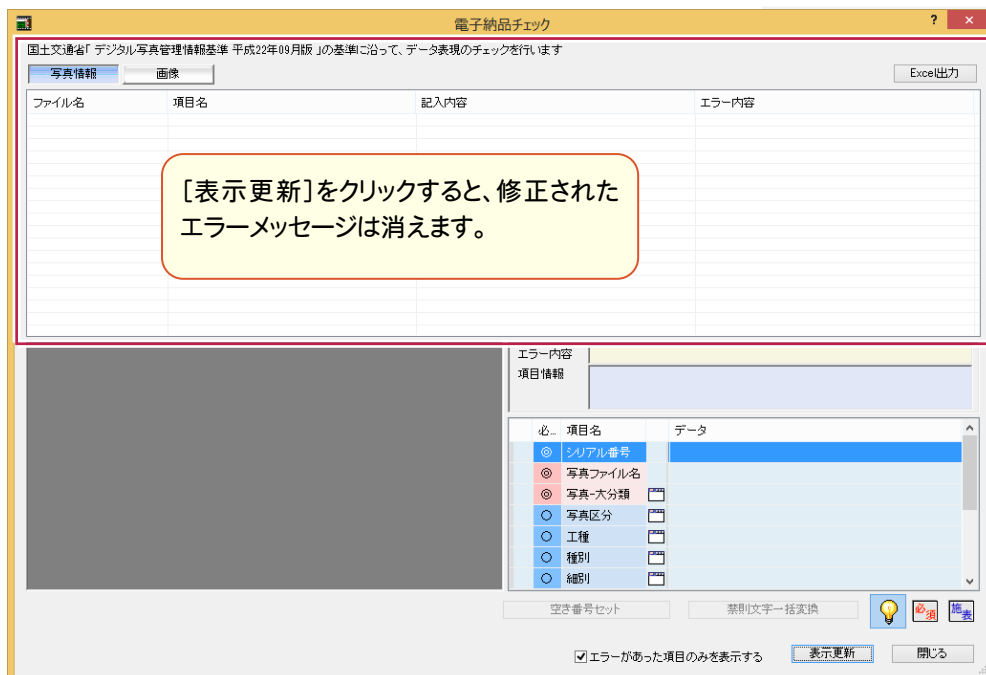 電子納品チェック
国土交通省「 デジタル写真管理情報基準 平成22年09月版 」の基準に沿って、データ表現のチェックを行います
写真情報 画像 Excel出力
ファイル名 項目名 記入内容 エラー内容
[表示更新]をクリックすると、修正された
エラーメッセージは消えます。
エラー内容
項目情報
必... 項目名 データ
◎ シリアル番号
◎ 写真ファイル名
◎ 写真-大分類
○ 写真区分
○ 工種
○ 種別
○ 細別
空き番号セット 禁則文字一括変換 必須 施表
エラーがあった項目のみを表示する 表示更新 閉じる